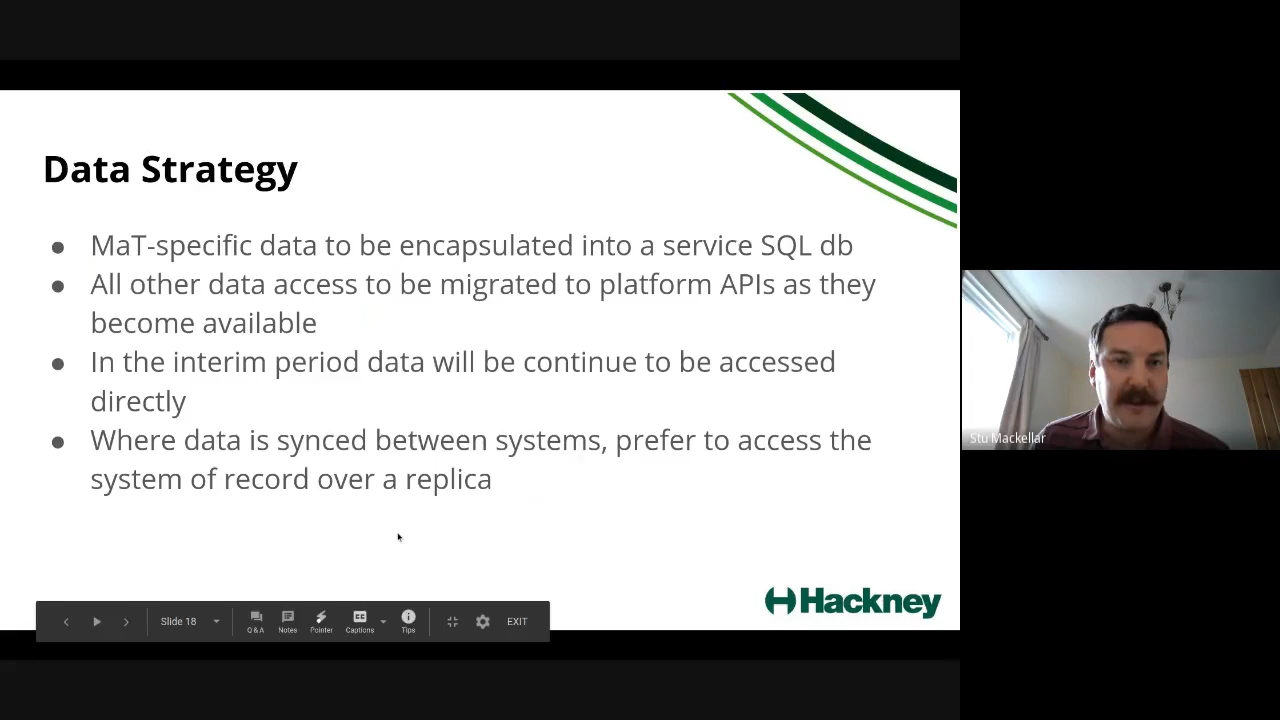 Data Strategy
● MaT-specific data to be encapsulated into a service SQL db
● All other data access to be migrated to platform APIs as they
become available
● In the interim period data will be continue to be accessed
directly
● Where data is synced between systems, prefer to access the
system of record over a replica
Hackney
Slide 18
Q&A
Notes
Pointer
CC
Captions
Tips
EXIT
Stu Mackellar